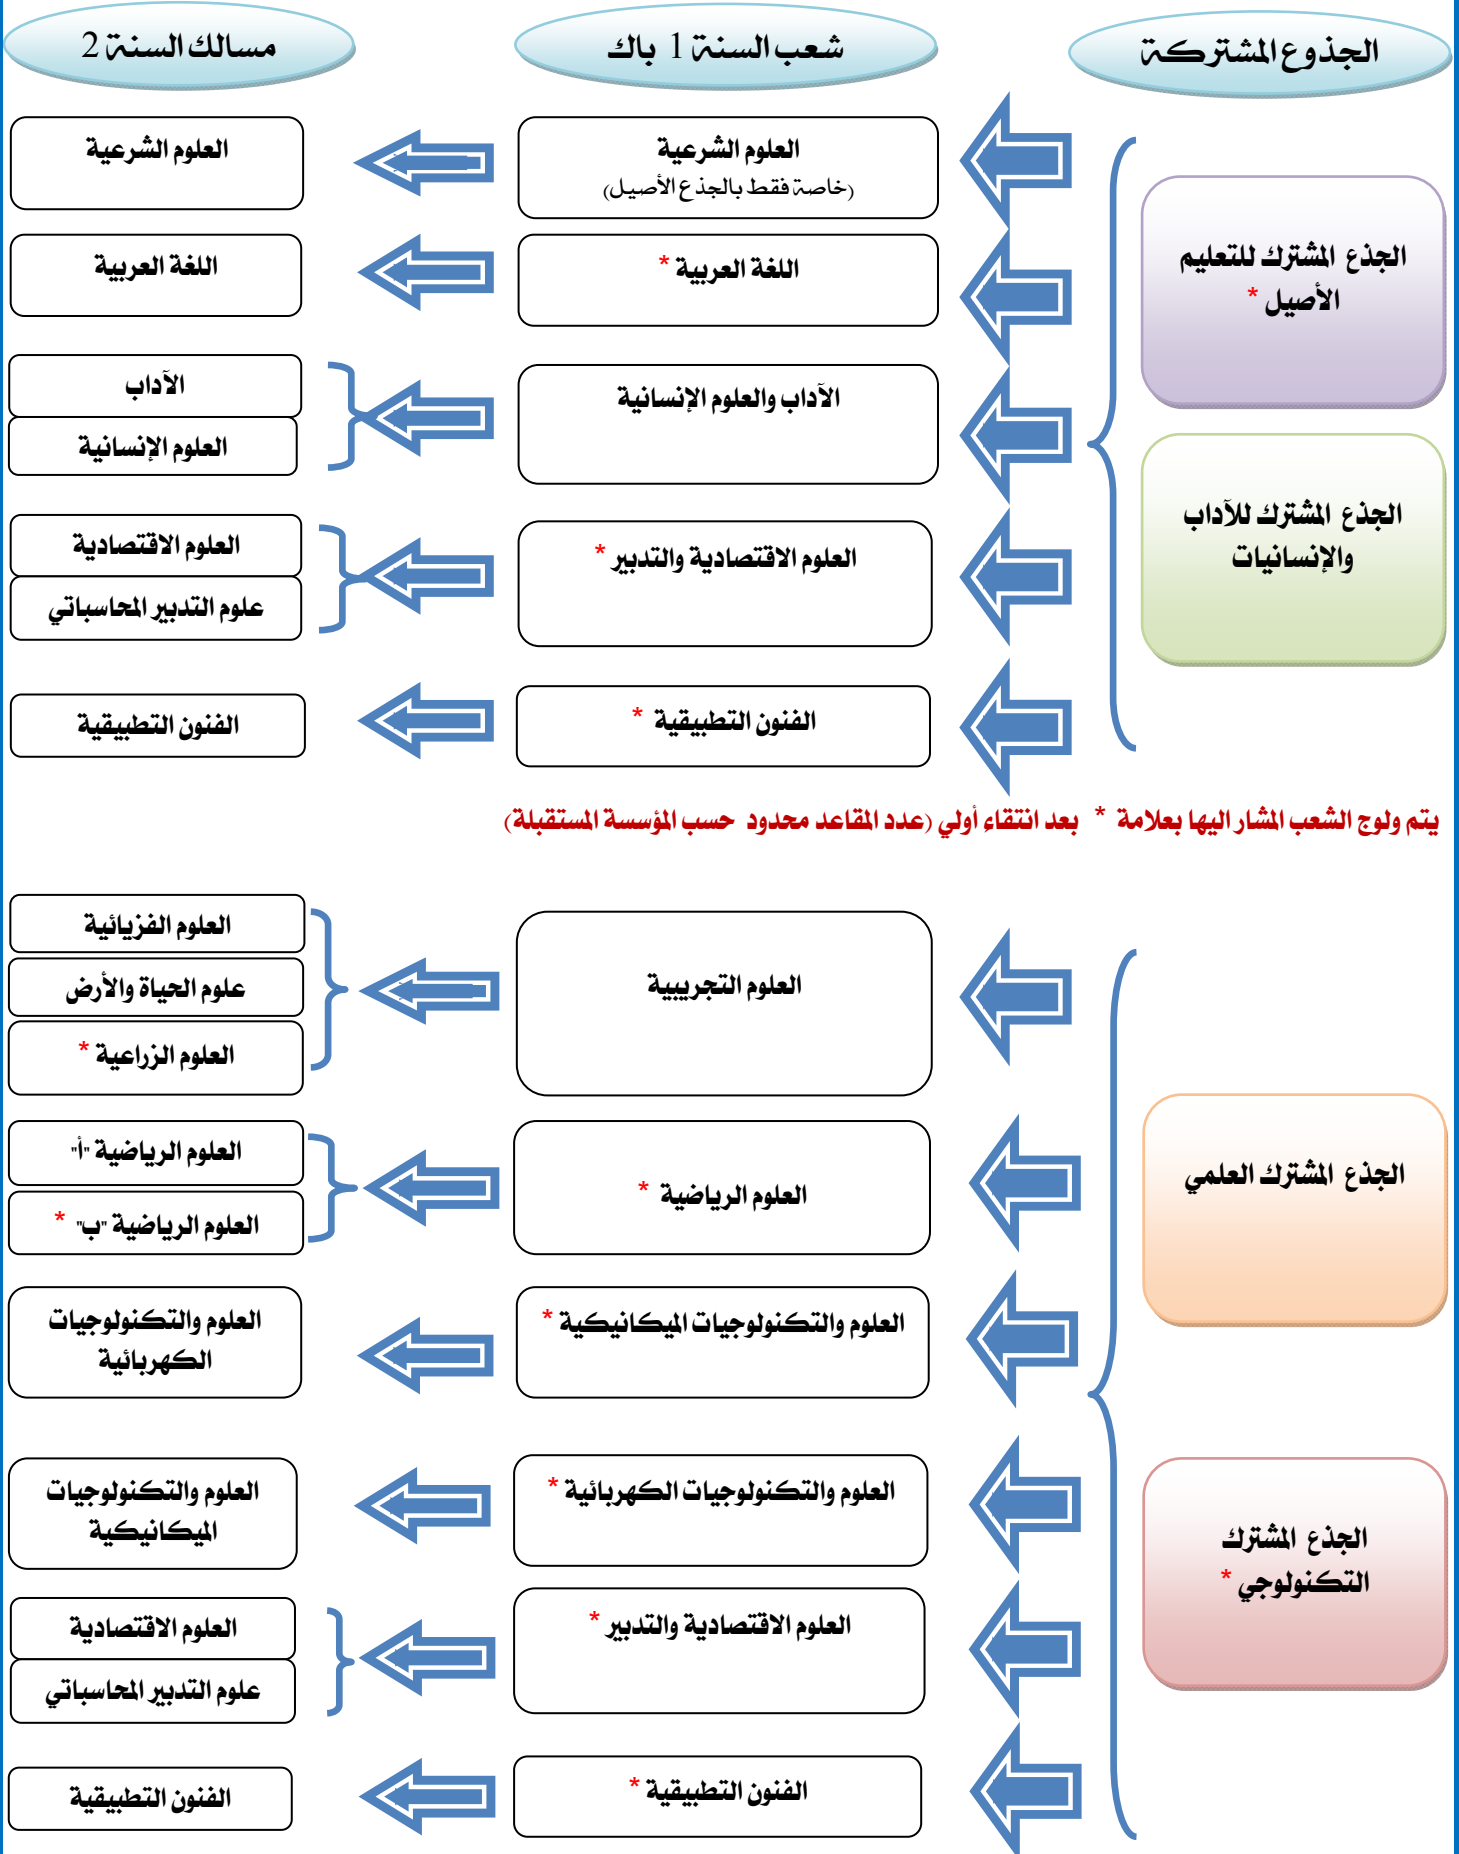 الجذوع المشتركة
شعب السنة 1 باك
مسالك السنة 2
الجذع المشترك للتعليم
الأصيل *
الجذع المشترك للآداب
والإنسانيات
العلوم الشرعية
(خاصة فقط بالجذع الأصيل)
العلوم الشرعية
اللغة العربية *
اللغة العربية
الآداب والعلوم الإنسانية
الآداب
العلوم الإنسانية
العلوم الاقتصادية والتدبير *
العلوم الاقتصادية
علوم التدبير المحاسباتي
الفنون التطبيقية *
الفنون التطبيقية
يتم ولوج الشعب المشار اليها بعلامة * بعد انتقاء أولي (عدد المقاعد محدود حسب المؤسسة المستقبلة)
الجذع المشترك العلمي
الجذع المشترك
التكنولوجي *
العلوم التجريبية
العلوم الفزيائية
علوم الحياة والأرض
العلوم الزراعية *
العلوم الرياضية *
العلوم الرياضية "أ"
العلوم الرياضية "ب" *
العلوم والتكنولوجيات الميكانيكية *
العلوم والتكنولوجيات
الكهربائية
العلوم والتكنولوجيات الكهربائية *
العلوم والتكنولوجيات
الميكانيكية
العلوم الاقتصادية والتدبير *
العلوم الاقتصادية
علوم التدبير المحاسباتي
الفنون التطبيقية *
الفنون التطبيقية